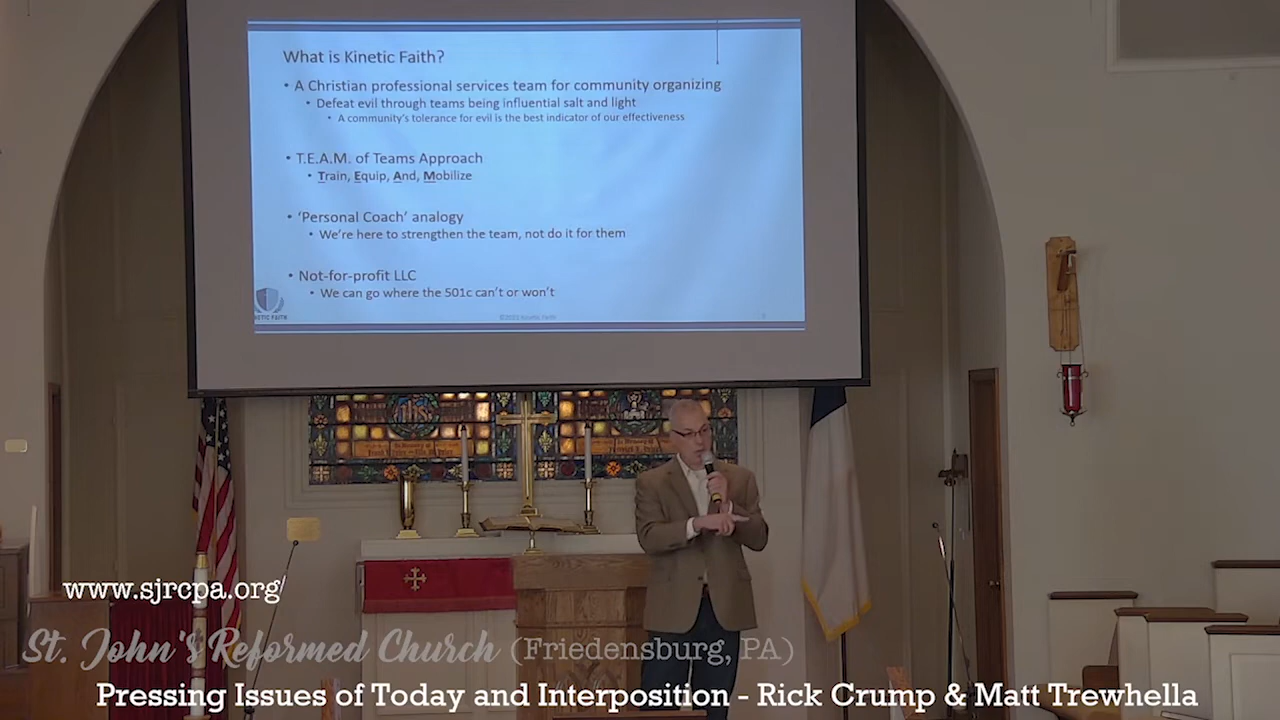 What is Kinetic Faith?
• A Christian professional services team for community organizing
• Defeat evil through teams being influential salt and light
• A community's tolerance for evil is the best indicator of our effectiveness
• T.E.A.M. of Teams Approach
• Train, Equip, And, Mobilize
• 'Personal Coach' analogy
• We're here to strengthen the team, not do it for them
• Not-for-profit LLC
• We can go where the 501c can't or won't
www.sjrcpa.org/
St. John's Reformed Church (Friedensburg, PA)
Pressing Issues of Today and Interposition - Rick Crump & Matt Trewhella